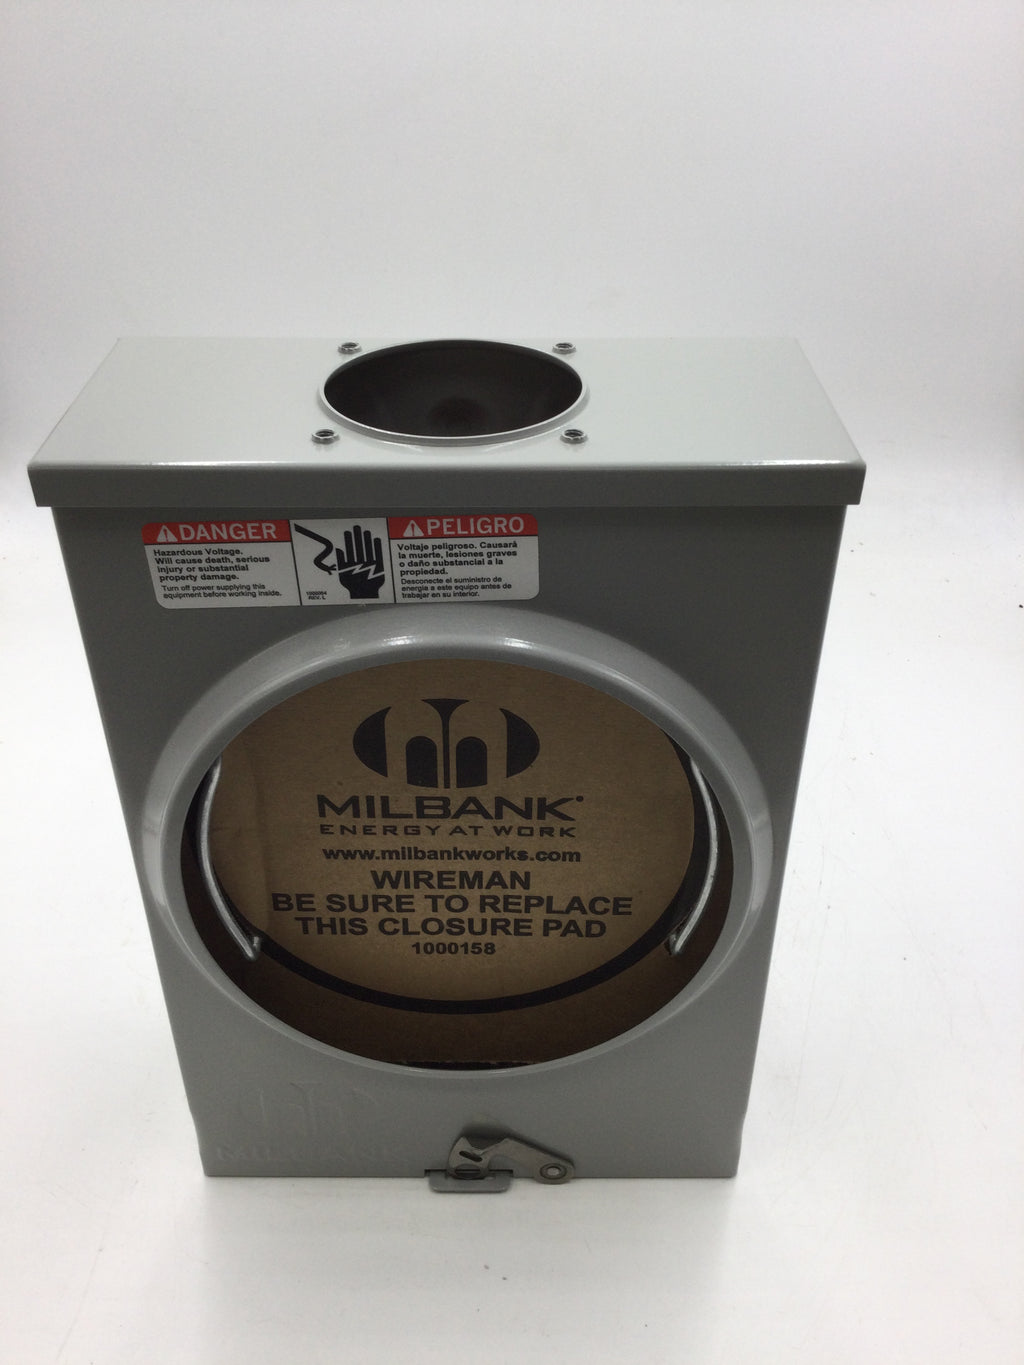 DANGER
Hazardous Voltage.
Will cause death, serious
injury or substantial
property damage.
Turn off power supplying this
equipment before working inside.
1000094
REV. L
PELIGRO
Voltaje peligroso. Causará
la muerte, lesiones graves
o daño substancial a la
propiedad.
Desconecte el suministro de
energía a este equipo antes de
trabajar en su interior.
MILBANK
ENERGY AT WORK
www.milbankworks.com
WIREMAN
BE SURE TO REPLACE
THIS CLOSURE PAD
1000158
MILBANK